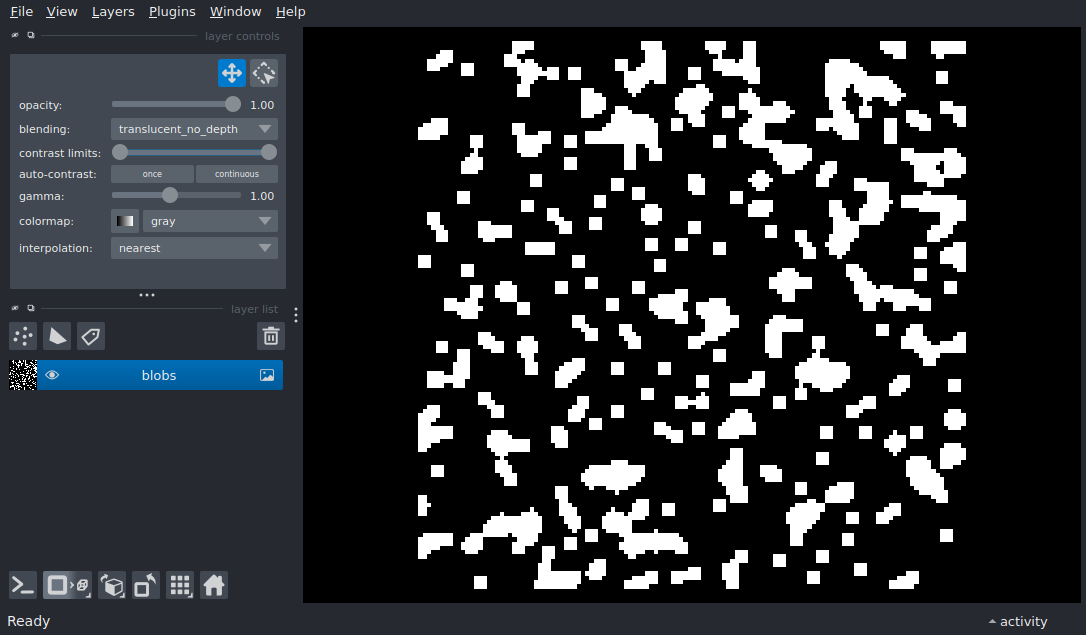 File View Layers Plugins Window Help
layer controls
opacity: 1.00
blending: translucent_no_depth
contrast limits:
auto-contrast: once continuous
gamma: 1.00
colormap: gray
interpolation: nearest
layer list
blobs
Ready activity